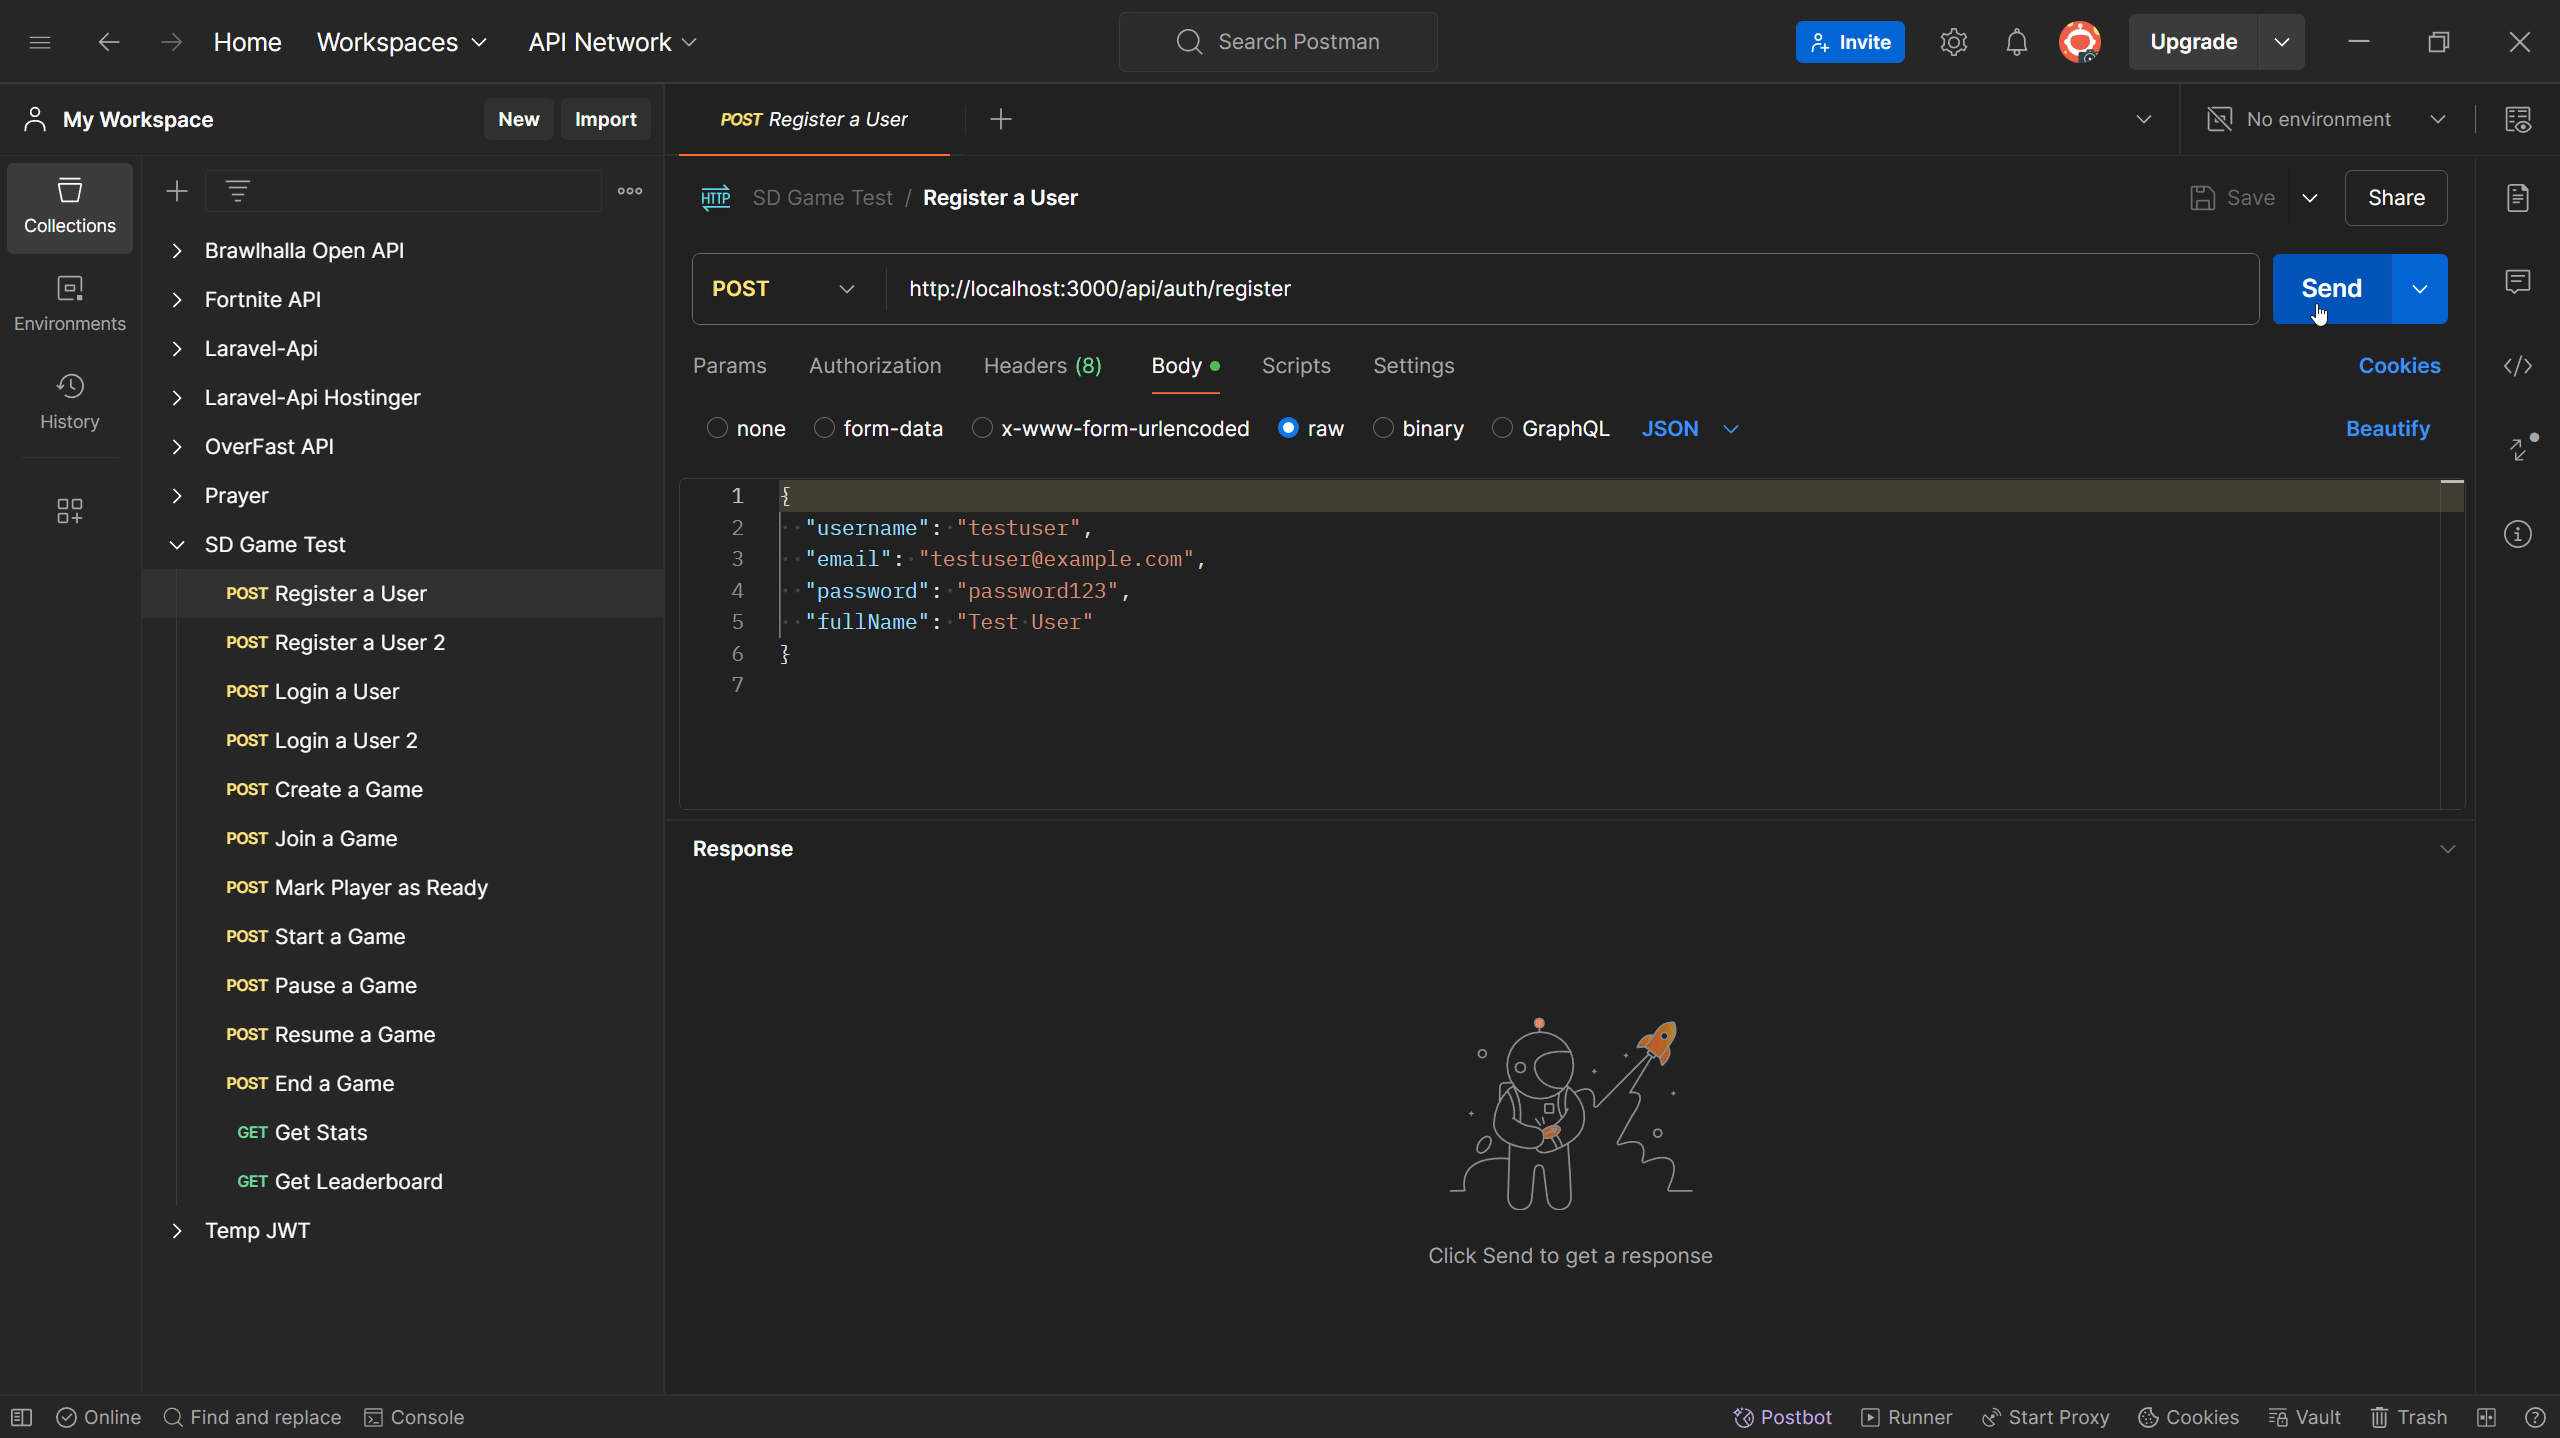 Home Workspaces API Network Search Postman Invite Upgrade
My Workspace New Import
POST Register a User No environment
Collections
Environments
History
Brawlhalla Open API
Fortnite API
Laravel-Api
Laravel-Api Hostinger
OverFast API
Prayer
SD Game Test
POST Register a User
POST Register a User 2
POST Login a User
POST Login a User 2
POST Create a Game
POST Join a Game
POST Mark Player as Ready
POST Start a Game
POST Pause a Game
POST Resume a Game
POST End a Game
GET Get Stats
GET Get Leaderboard
Temp JWT
HTTP SD Game Test / Register a User Save Share
POST http://localhost:3000/api/auth/register Send
Params Authorization Headers (8) Body Scripts Settings Cookies
none form-data x-www-form-urlencoded raw binary GraphQL JSON Beautify
1 {
2 "username": "testuser",
3 "email": "testuser@example.com",
4 "password": "password123",
5 "fullName": "Test User"
6 }
7
Response
Click Send to get a response
Online Find and replace Console Postbot Runner Start Proxy Cookies Vault Trash